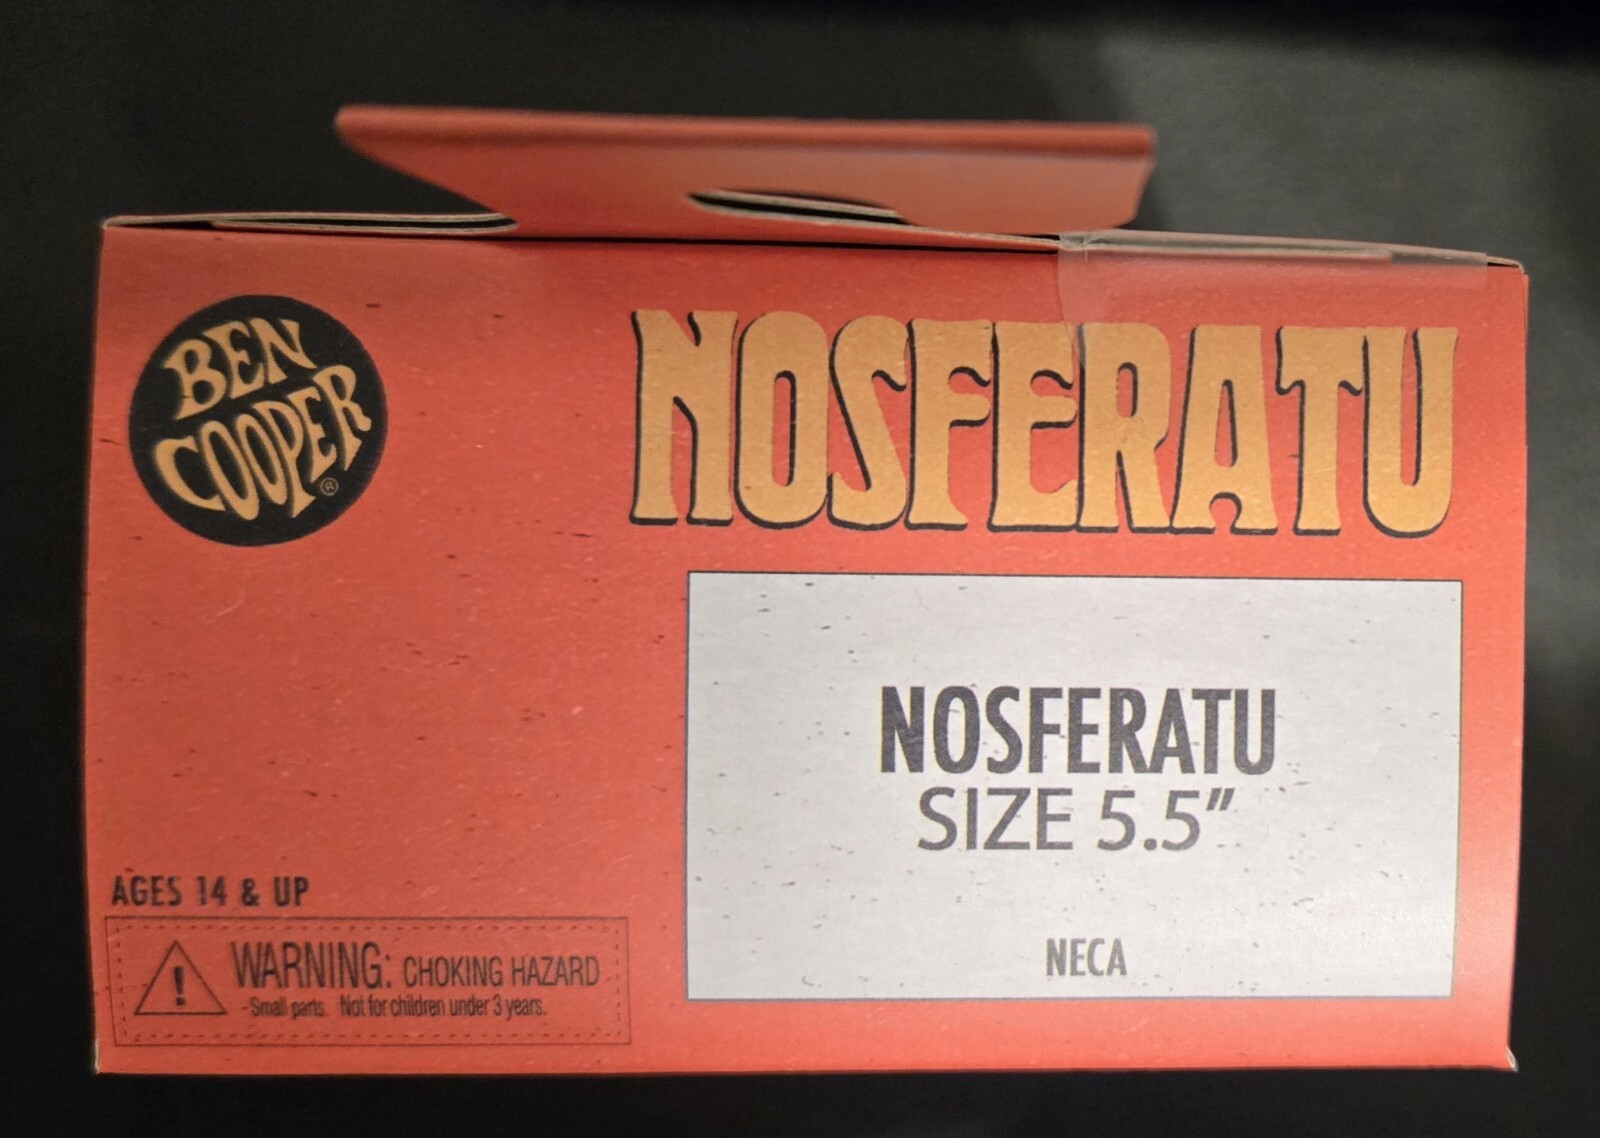 BEN
COOPER®
NOSFERATU
NOSFERATU
SIZE 5.5"
NECA
AGES 14 & UP
WARNING: CHOKING HAZARD
-Small parts. Not for children under 3 years.